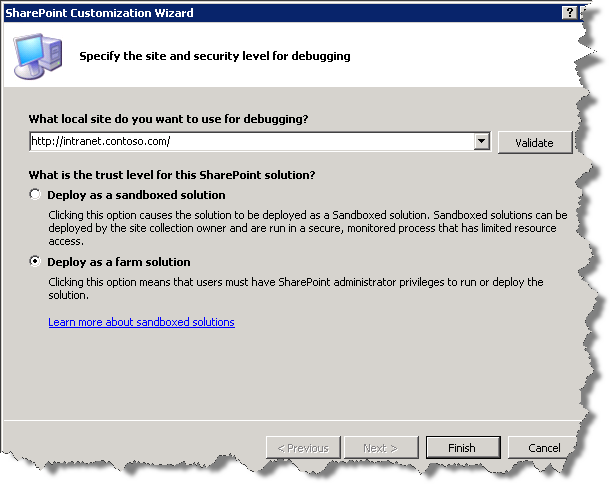 SharePoint Customization Wizard
?
Specify the site and security level for debugging
What local site do you want to use for debugging?
http://intranet.contoso.com/
Validate
What is the trust level for this SharePoint solution?
Deploy as a sandboxed solution
Clicking this option causes the solution to be deployed as a Sandboxed solution. Sandboxed solutions can be
deployed by the site collection owner and are run in a secure, monitored process that has limited resource
access.
Deploy as a farm solution
Clicking this option means that users must have SharePoint administrator privileges to run or deploy the
solution.
Learn more about sandboxed solutions
< Previous
Next >
Finish
Cancel